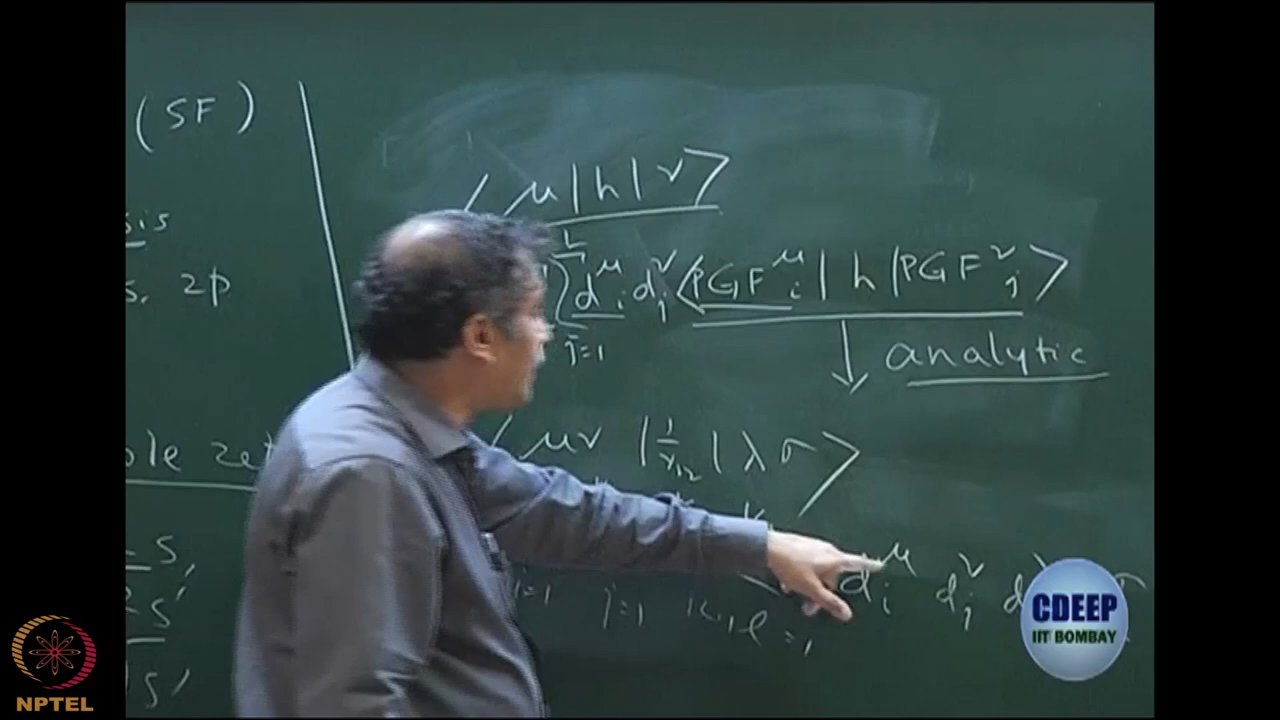 (SF)
⟨μ|h|ν⟩
sis
s. 2p
L d_i^μ d_j^ν ⟨PGF_i^μ|h|PGF_j^ν⟩
j=1
analytic
ble zet
⟨μν|1/r₁₂|λσ⟩
s,
d_i^μ d_j^ν d
i=1 j=1 k,l=1
s'
s'
CDEEP
IIT BOMBAY
NPTEL